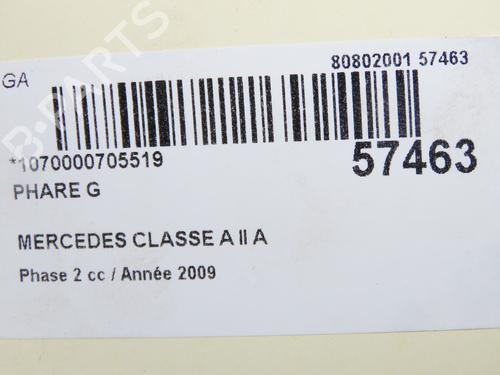 GA
80802001 57463
*1070000705519
57463
PHARE G
MERCEDES CLASSE A II A
Phase 2 cc / Année 2009
B-PARTS